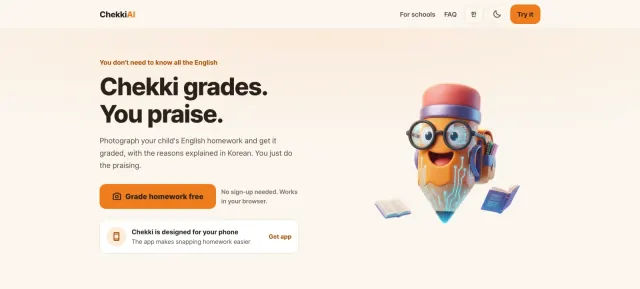 ChekkiAI
For schools
FAQ
Try it
You don't need to know all the English
Chekki grades.
You praise.
Photograph your child's English homework and get it
graded, with the reasons explained in Korean. You just do
the praising.
Grade homework free
No sign-up needed. Works
in your browser.
Chekki is designed for your phone
The app makes snapping homework easier
Get app